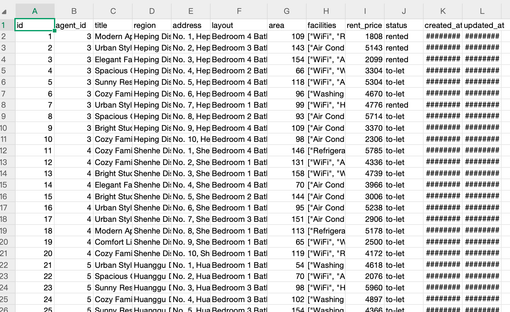 A B C D E F G H I J K L
1 id agent_id title region address layout area facilities rent_price status created_at updated_at
2 1 3 Modern Ap Heping Dis No. 1, Hep Bedroom 4 Batl 109 ["WiFi", "R 1808 rented ######## ########
3 2 3 Urban Styl Heping Dis No. 2, Hep Bedroom 3 Batl 143 ["Air Cond 5143 rented ######## ########
4 3 3 Elegant Fa Heping Dis No. 3, Hep Bedroom 4 Batl 154 ["WiFi", "A 2099 rented ######## ########
5 4 3 Spacious ( Heping Dis No. 4, Hep Bedroom 2 Batl 66 ["Air Cond 3304 to-let ######## ########
6 5 3 Sunny Res Heping Dis No. 5, Hep Bedroom 4 Batl 118 ["WiFi", "A 5340 to-let ######## ########
7 6 3 Cozy Fami Heping Dis No. 6, Hep Bedroom 4 Batl 96 ["Washing 4670 to-let ######## ########
8 7 3 Urban Styl Heping Dis No. 7, Hep Bedroom 1 Batl 99 ["WiFi", "H 4776 rented ######## ########
9 8 3 Spacious ( Heping Dis No. 8, Hep Bedroom 2 Batl 93 ["Air Cond 5714 to-let ######## ########
10 9 3 Bright Stu Heping Dis No. 9, Hep Bedroom 4 Batl 109 ["Air Cond 3370 to-let ######## ########
11 10 3 Cozy Fami Heping Dis No. 10, He Bedroom 4 Batl 98 ["Air Cond 2306 to-let ######## ########
12 11 4 Cozy Fami Shenhe Dis No. 1, She Bedroom 4 Batl 146 ["Refrigera 5785 to-let ######## ########
13 12 4 Cozy Fami Shenhe Dis No. 2, She Bedroom 1 Batl 131 ["WiFi", "A 4336 to-let ######## ########
14 13 4 Bright Stu Shenhe Dis No. 3, She Bedroom 1 Batl 158 ["WiFi", "W 4739 to-let ######## ########
15 14 4 Elegant Fa Shenhe Dis No. 4, She Bedroom 4 Batl 70 ["Air Cond 3966 to-let ######## ########
16 15 4 Bright Stu Shenhe Dis No. 5, She Bedroom 2 Batl 144 ["Air Cond 3006 to-let ######## ########
17 16 4 Urban Styl Shenhe Dis No. 6, She Bedroom 1 Batl 95 ["Air Cond 5238 to-let ######## ########
18 17 4 Urban Styl Shenhe Dis No. 7, She Bedroom 3 Batl 151 ["Air Cond 2906 to-let ######## ########
19 18 4 Modern Ap Shenhe Dis No. 8, She Bedroom 1 Batl 113 ["Refrigera 5178 to-let ######## ########
20 19 4 Comfort Li Shenhe Dis No. 9, She Bedroom 1 Batl 65 ["WiFi", "W 2500 to-let ######## ########
21 20 4 Cozy Fami Shenhe Dis No. 10, Sh Bedroom 1 Batl 119 ["WiFi", "R 4172 to-let ######## ########
22 21 5 Urban Styl Huanggu D No. 1, Hua Bedroom 1 Batl 54 ["Washing 4618 to-let ######## ########
23 22 5 Cozy Fami Huanggu D No. 2, Hua Bedroom 4 Batl 70 ["WiFi", "A 2076 to-let ######## ########
24 23 5 Sunny Res Huanggu D No. 3, Hua Bedroom 3 Batl 98 ["WiFi", "H 5960 to-let ######## ########
25 24 5 Cozy Fami Huanggu D No. 4, Hua Bedroom 4 Batl 102 ["Washing 4897 to-let ######## ########
26 25 5 Sunny Res Huanggu D No. 5, Hua Bedroom 4 Batl 154 ["Washing 4366 to-let ######## ########